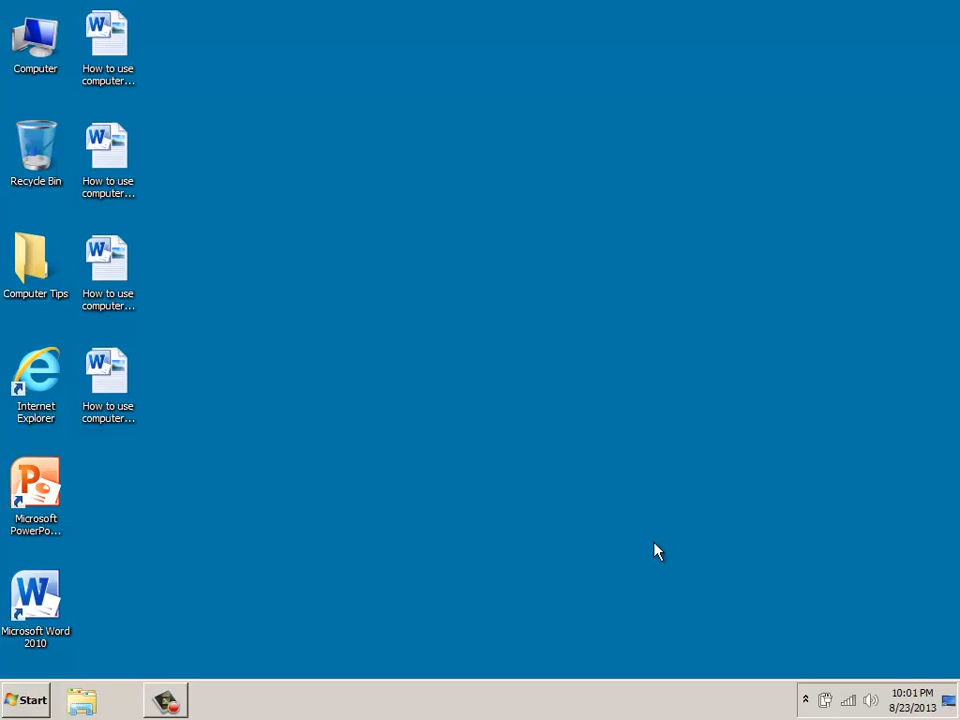 Computer
How to use
computer...
Recycle Bin
How to use
computer...
Computer Tips
How to use
computer...
Internet
Explorer
How to use
computer...
Microsoft
PowerPo...
Microsoft Word
2010
Start
10:01 PM
8/23/2013